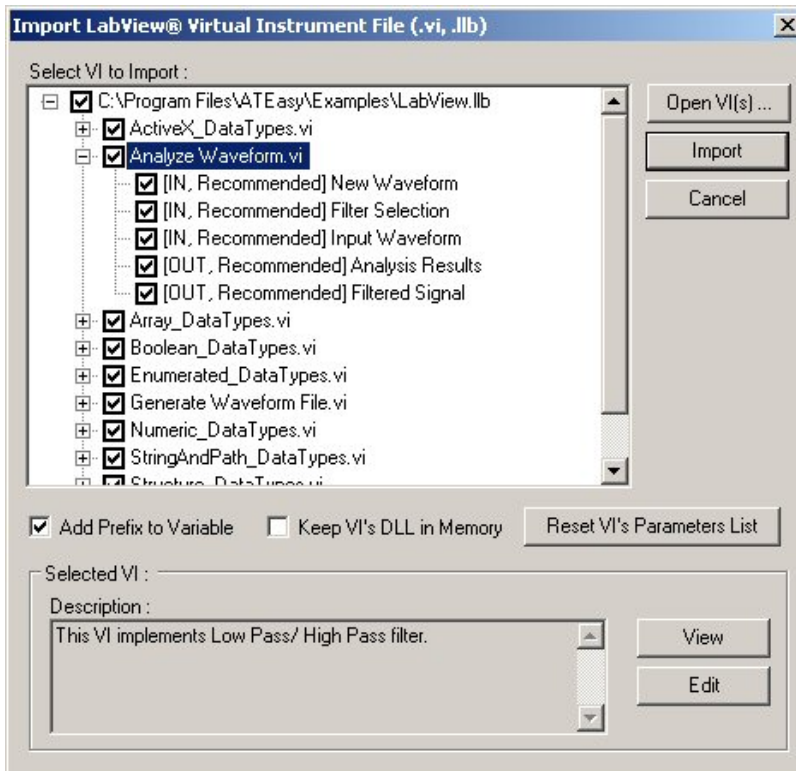 Import LabView® Virtual Instrument File (.vi, .llb)
Select VI to Import :
C:\Program Files\ATEasy\Examples\LabView.llb
ActiveX_DataTypes.vi
Analyze Waveform.vi
[IN, Recommended] New Waveform
[IN, Recommended] Filter Selection
[IN, Recommended] Input Waveform
[OUT, Recommended] Analysis Results
[OUT, Recommended] Filtered Signal
Array_DataTypes.vi
Boolean_DataTypes.vi
Enumerated_DataTypes.vi
Generate Waveform File.vi
Numeric_DataTypes.vi
StringAndPath_DataTypes.vi
Structure_DataTypes.vi
Open VI(s) ...
Import
Cancel
Add Prefix to Variable
Keep VI's DLL in Memory
Reset VI's Parameters List
Selected VI :
Description :
This VI implements Low Pass/ High Pass filter.
View
Edit